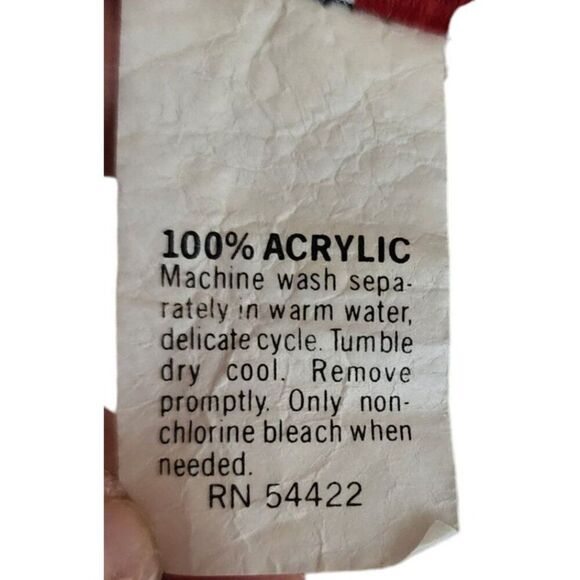 100% ACRYLIC
Machine wash sepa-
rately in warm water,
delicate cycle. Tumble
dry cool. Remove
promptly. Only non-
chlorine bleach when
needed.
RN 54422